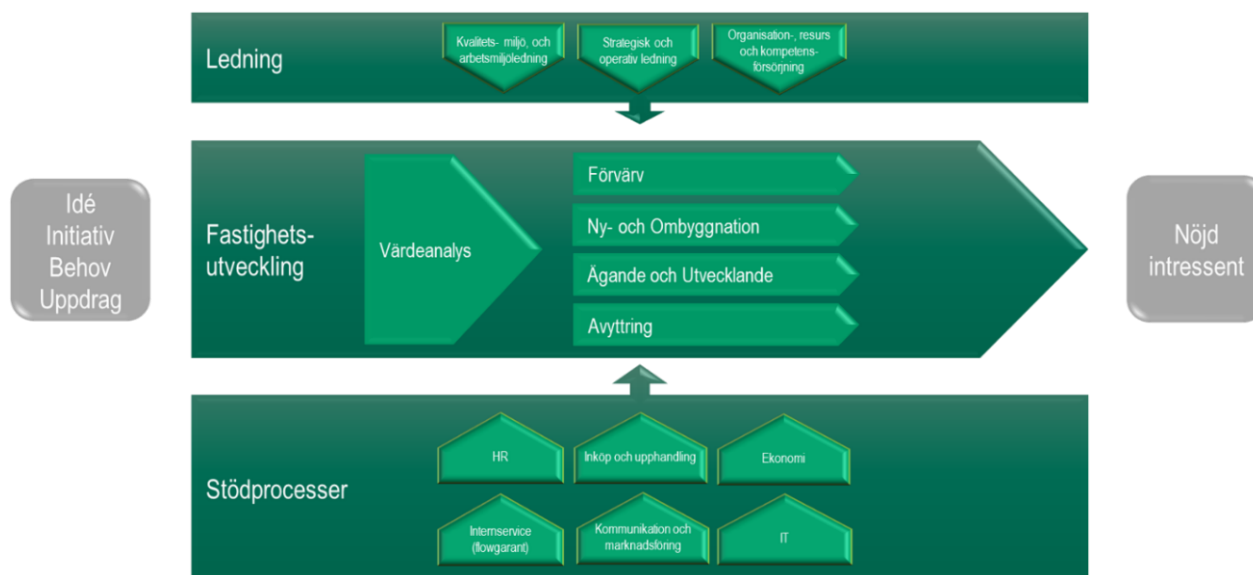 Ledning
Kvalitets- miljö, och
arbetsmiljöledning
Strategisk och
operativ ledning
Organisation-, resurs
och kompetens-
försörjning
Idé
Initiativ
Behov
Uppdrag
Fastighets-
utveckling
Värdeanalys
Förvärv
Ny- och Ombyggnation
Ägande och Utvecklande
Avyttring
Nöjd
intressent
Stödprocesser
HR
Inköp och upphandling
Ekonomi
Internservice
(flowgarant)
Kommunikation och
marknadsföring
IT